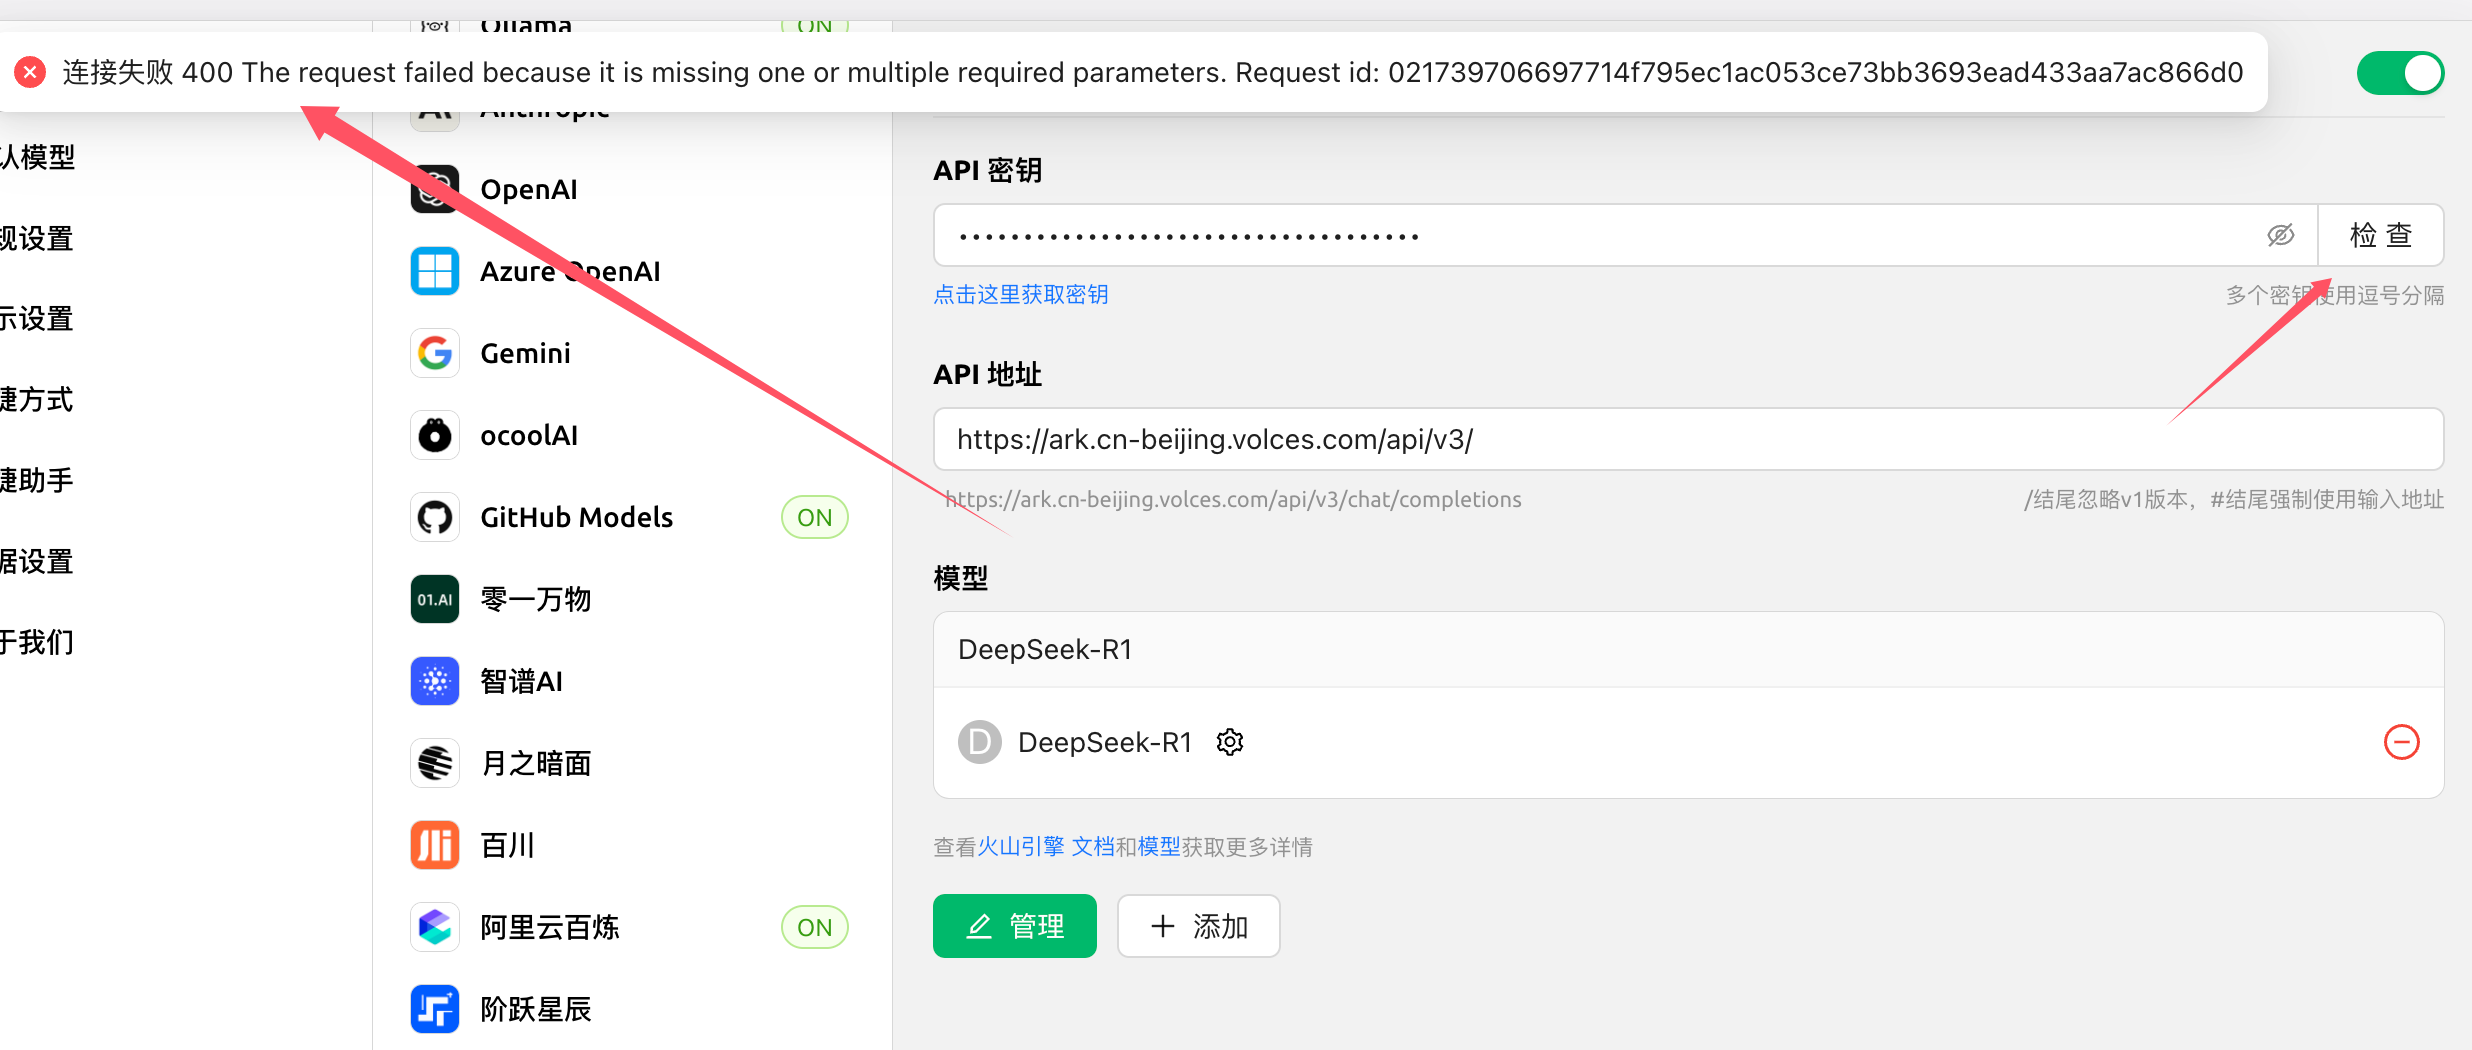 Ollama
ON
连接失败 400 The request failed because it is missing one or multiple required parameters. Request id: 021739706697714f795ec1ac053ce73bb3693ead433aa7ac866d0
Anthropic
认模型
规设置
示设置
捷方式
捷助手
据设置
于我们
OpenAI
Azure OpenAI
Gemini
ocoolAI
GitHub Models
ON
01.AI
零一万物
智谱AI
月之暗面
百川
阿里云百炼
ON
阶跃星辰
API 密钥
检 查
点击这里获取密钥
多个密钥使用逗号分隔
API 地址
https://ark.cn-beijing.volces.com/api/v3/
https://ark.cn-beijing.volces.com/api/v3/chat/completions
/结尾忽略v1版本，#结尾强制使用输入地址
模型
DeepSeek-R1
D
DeepSeek-R1
查看火山引擎 文档和模型获取更多详情
管理
添加